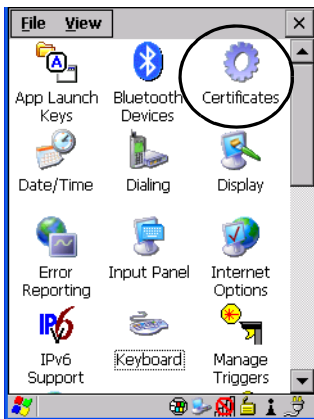 File View
App Launch Keys
Bluetooth Devices
Certificates
Date/Time
Dialing
Display
Error Reporting
Input Panel
Internet Options
IPv6 Support
Keyboard
Manage Triggers